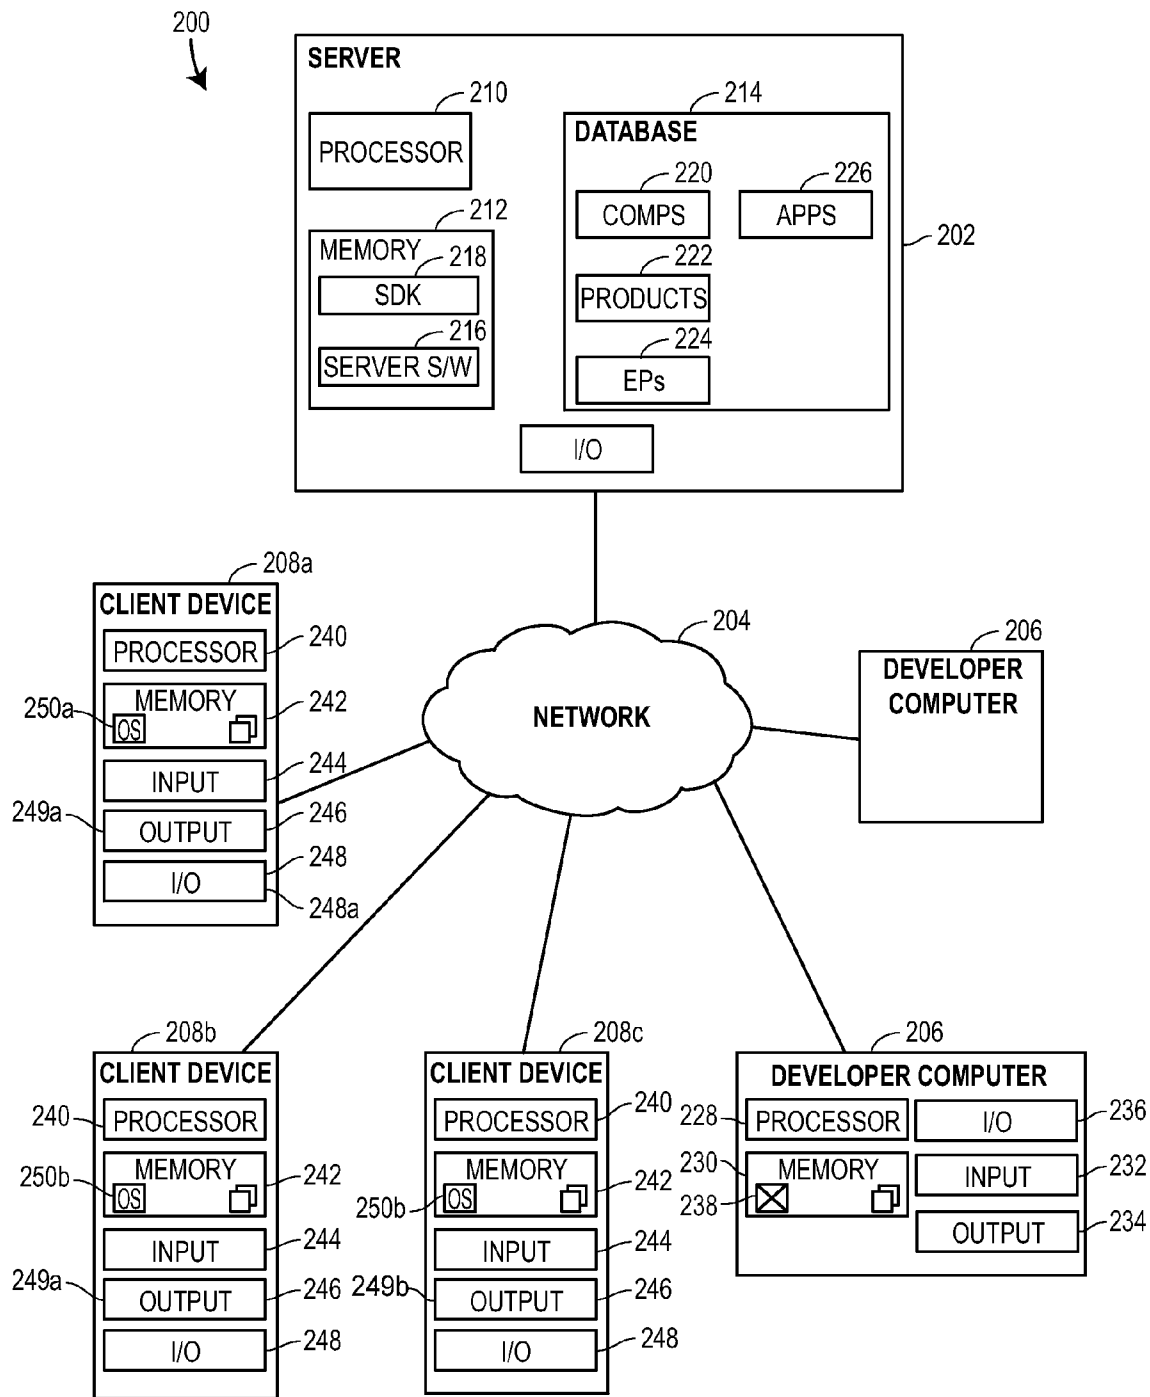 200
SERVER
210
PROCESSOR
214
DATABASE
220
COMPS
226
APPS
202
212
MEMORY
218
SDK
222
PRODUCTS
216
SERVER S/W
224
EPs
I/O
208a
CLIENT DEVICE
PROCESSOR
240
MEMORY
250a
OS
242
INPUT
244
249a
OUTPUT
246
I/O
248
248a
204
NETWORK
206
DEVELOPER
COMPUTER
208b
CLIENT DEVICE
240
PROCESSOR
MEMORY
250b
OS
242
INPUT
244
249a
OUTPUT
246
I/O
248
208c
CLIENT DEVICE
PROCESSOR
240
MEMORY
250b
OS
242
INPUT
244
249b
OUTPUT
246
I/O
248
206
DEVELOPER COMPUTER
228
PROCESSOR
I/O
236
230
MEMORY
238
INPUT
232
OUTPUT
234